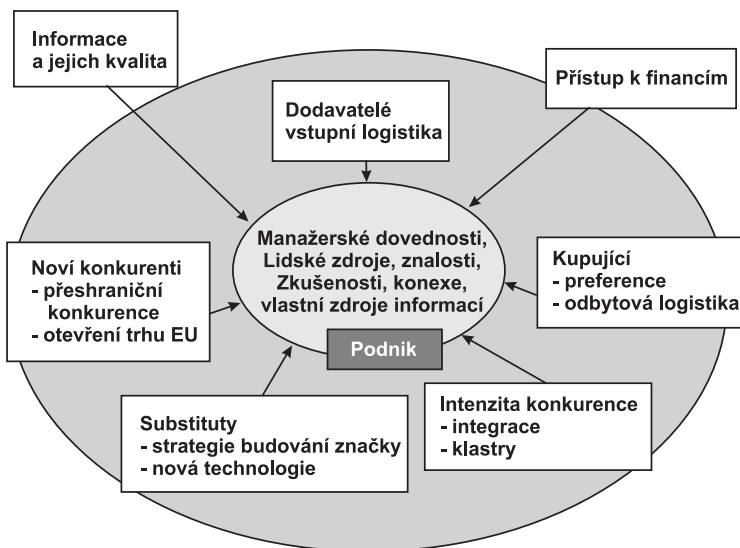 Informace
a jejich kvalita
Dodavatelé
vstupní logistika
Přístup k financím
Manažerské dovednosti,
Lidské zdroje, znalosti,
Zkušenosti, konexe,
vlastní zdroje informací
Podnik
Noví konkurenti
- přeshraniční
konkurence
- otevření trhu EU
Kupující
- preference
- odbytová logistika
Substituty
- strategie budování značky
- nová technologie
Intenzita konkurence
- integrace
- klastry